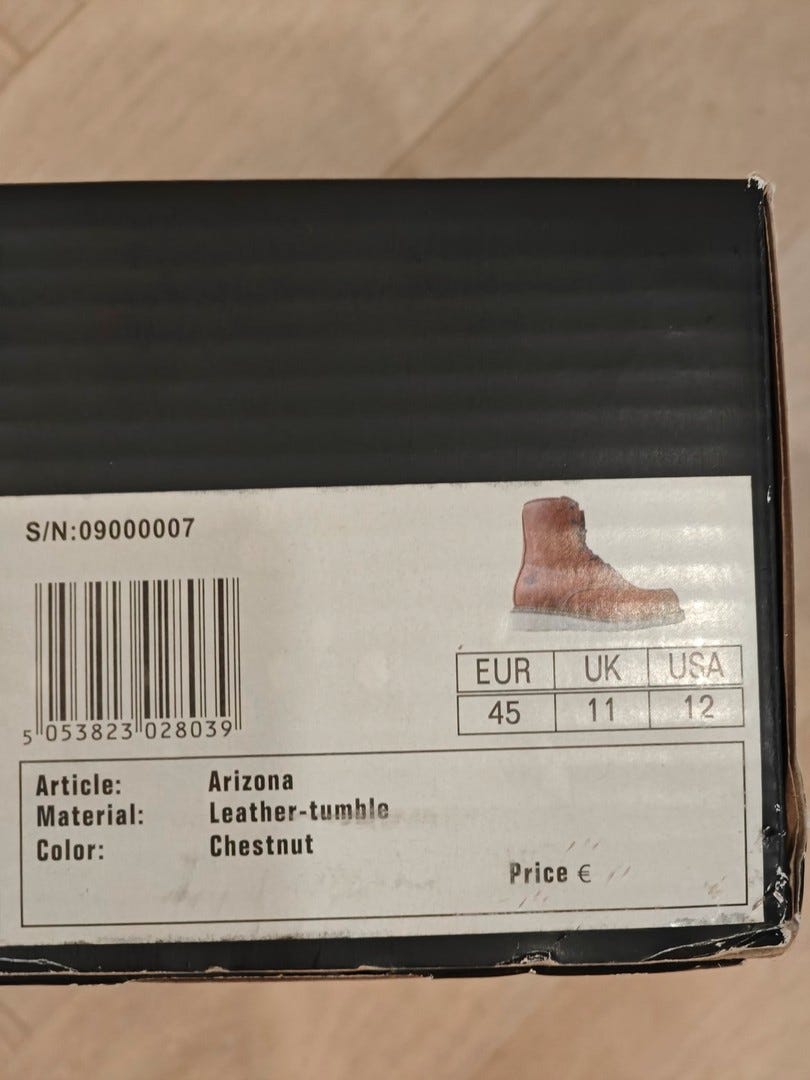 S/N:09000007
5 053823 028039
EUR UK USA
45 11 12
Article: Arizona
Material: Leather-tumble
Color: Chestnut
Price €